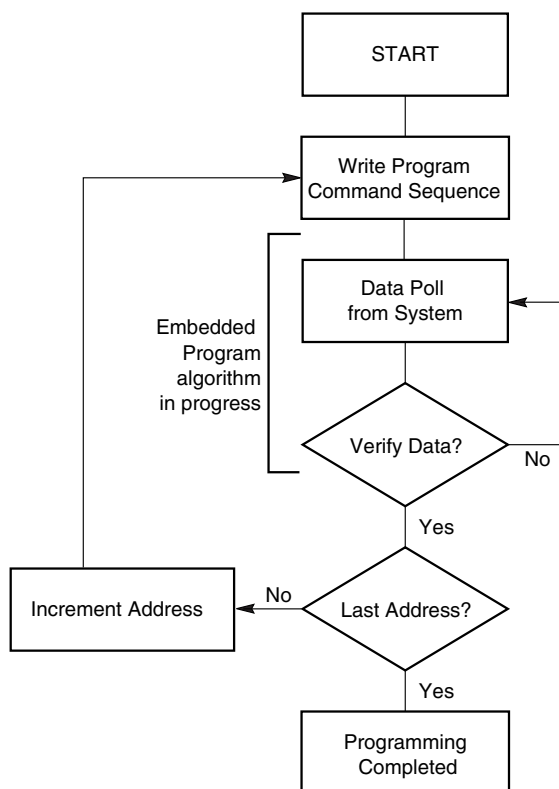 START
Write Program
Command Sequence
Data Poll
from System
Embedded
Program
algorithm
in progress
Verify Data?
No
Yes
Increment Address
No
Last Address?
Yes
Programming
Completed